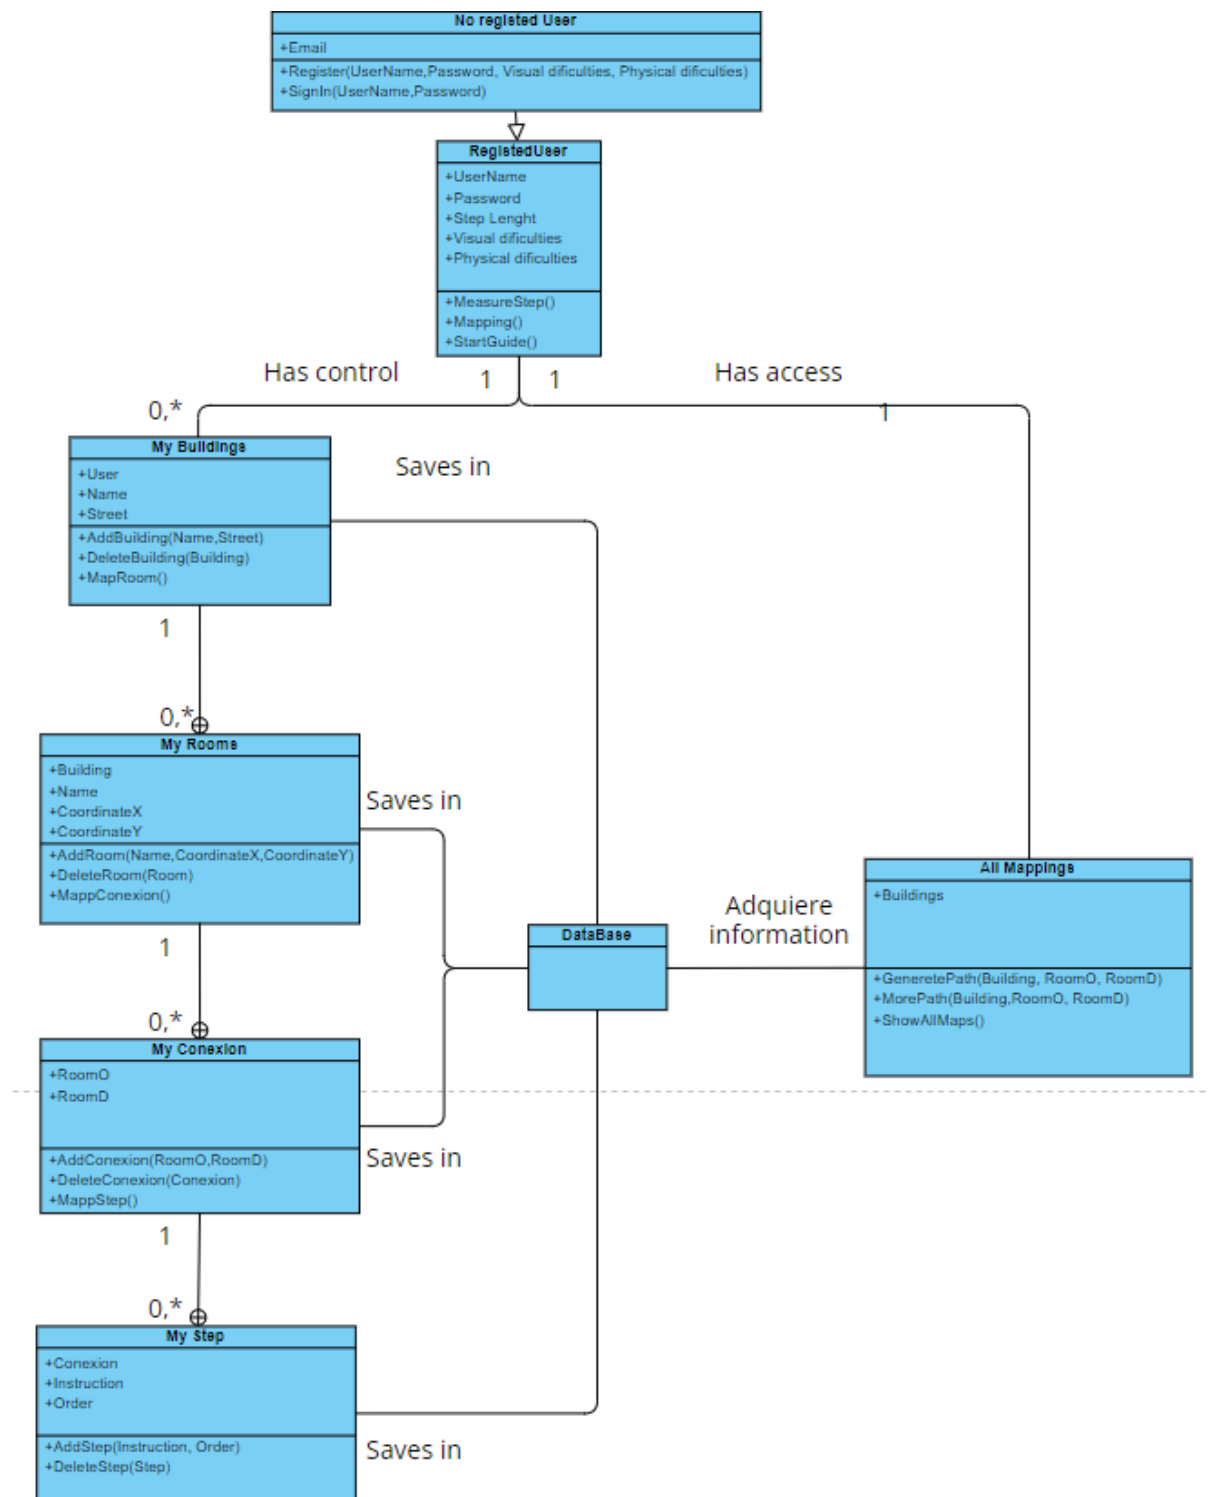 No registed User
+Email
+Register(UserName,Password, Visual dificulties, Physical dificulties)
+SignIn(UserName,Password)
RegistedUser
+UserName
+Password
+Step Lenght
+Visual dificulties
+Physical dificulties
+MeasureStep()
+Mapping()
+StartGuide()
Has control
1
1
Has access
0,*
1
My Buildings
+User
+Name
+Street
+AddBuilding(Name,Street)
+DeleteBuilding(Building)
+MapRoom()
Saves in
1
0,*
My Rooms
+Building
+Name
+CoordinateX
+CoordinateY
+AddRoom(Name,CoordinateX,CoordinateY)
+DeleteRoom(Room)
+MappConexion()
Saves in
All Mappings
+Buildings
+GeneretePath(Building, RoomO, RoomD)
+MorePath(Building,RoomO, RoomD)
+ShowAllMaps()
Adquiere
information
DataBase
1
0,*
My Conexion
+RoomO
+RoomD
+AddConexion(RoomO,RoomD)
+DeleteConexion(Conexion)
+MappStep()
Saves in
1
0,*
My Step
+Conexion
+Instruction
+Order
+AddStep(Instruction, Order)
+DeleteStep(Step)
Saves in